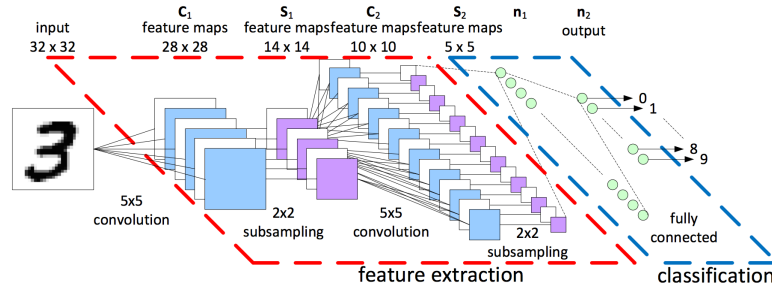 input
32 x 32
C1
feature maps
28 x 28
S1
feature maps
14 x 14
C2
feature maps
10 x 10
S2
feature maps
5 x 5
n1
n2
output
0
1
8
9
5x5
convolution
2x2
subsampling
5x5
convolution
2x2
subsampling
fully
connected
feature extraction
classification